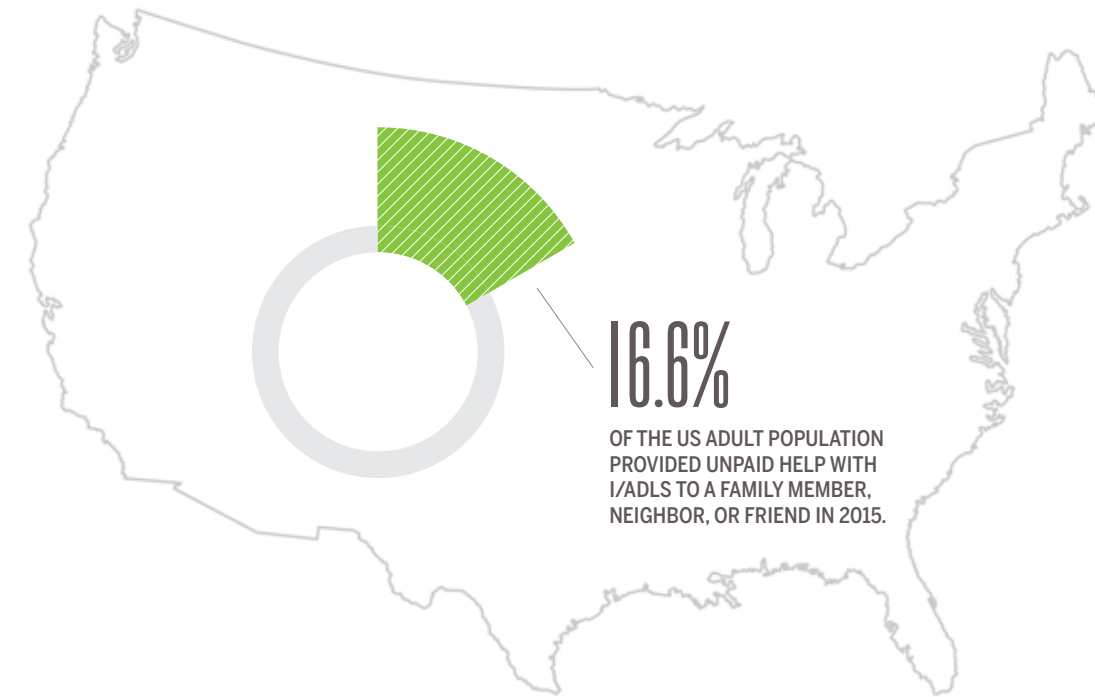 16.6%
OF THE US ADULT POPULATION
PROVIDED UNPAID HELP WITH
I/ADLS TO A FAMILY MEMBER,
NEIGHBOR, OR FRIEND IN 2015.